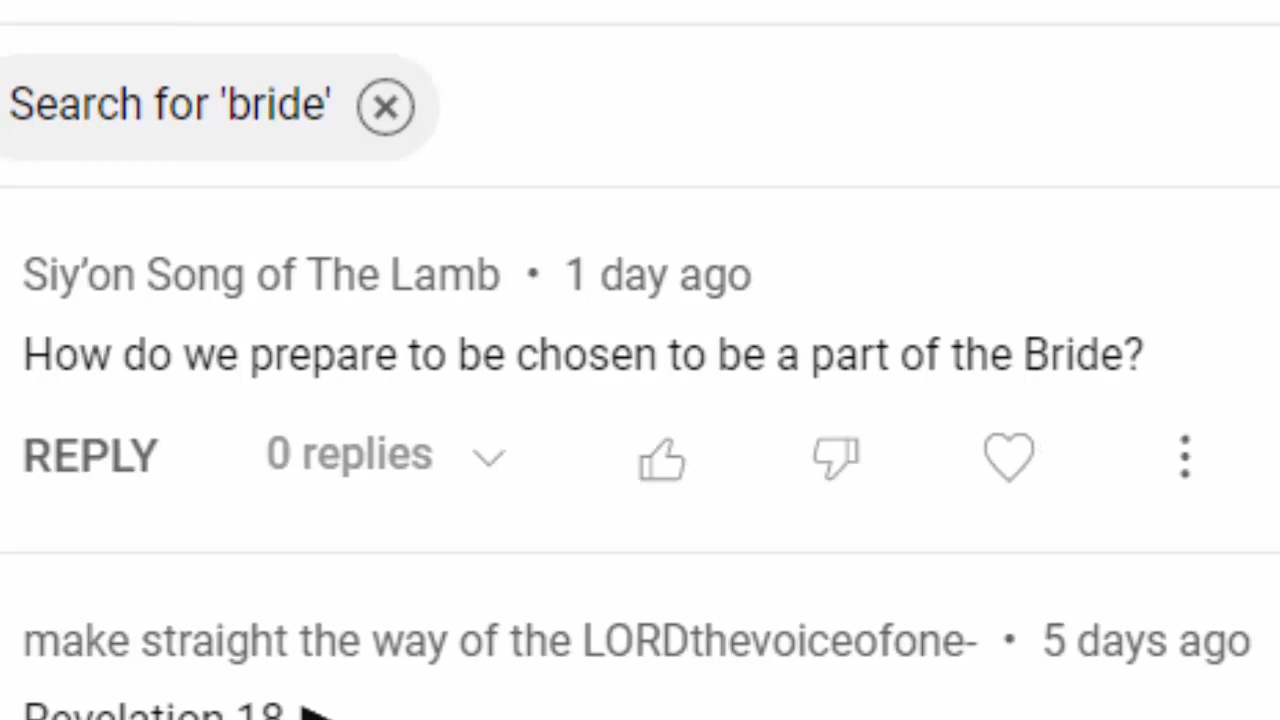 Search for 'bride'
Siy’on Song of The Lamb • 1 day ago
How do we prepare to be chosen to be a part of the Bride?
REPLY 0 replies
make straight the way of the LORDthevoiceofone- • 5 days ago
Revelation 18 ►